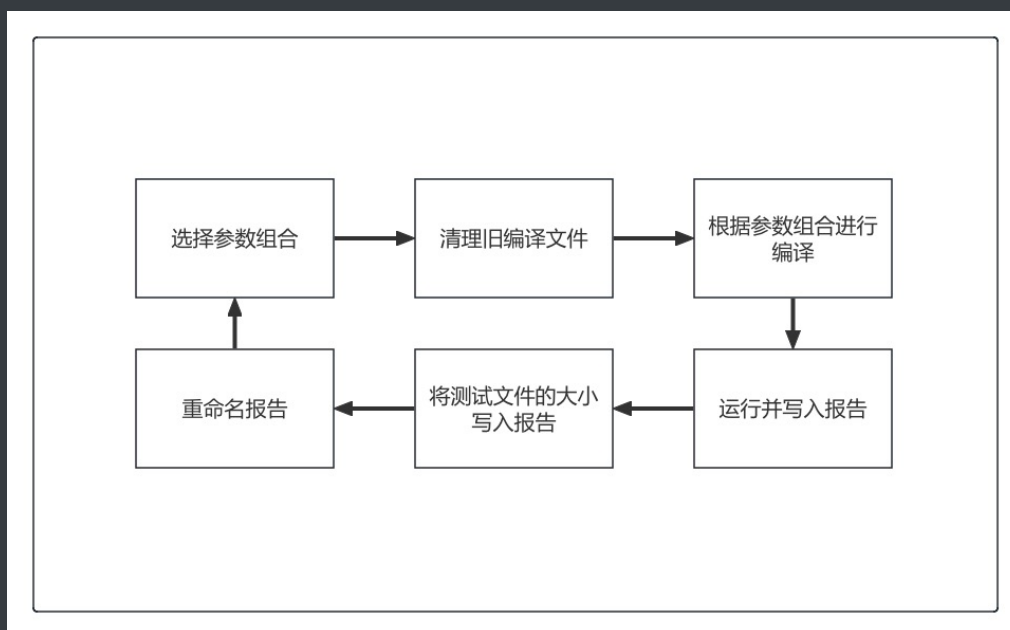 选择参数组合
清理旧编译文件
根据参数组合进行
编译
重命名报告
将测试文件的大小
写入报告
运行并写入报告